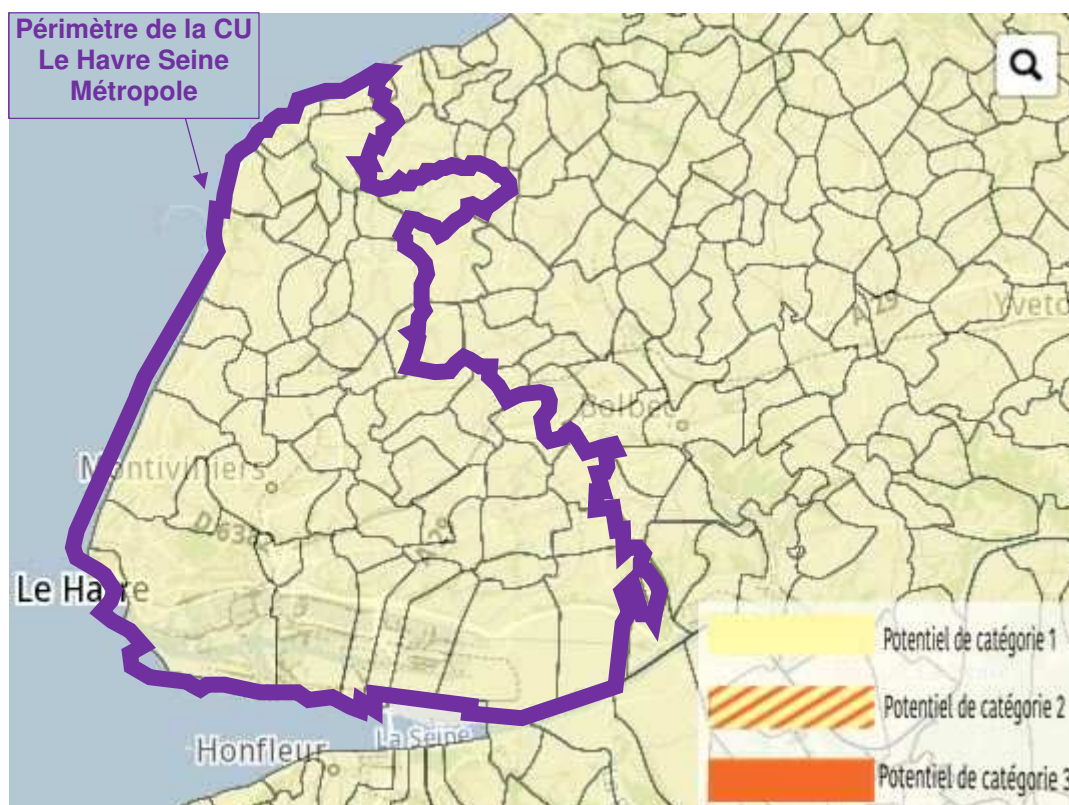 Périmètre de la CU
Le Havre Seine
Métropole
Yveto
A 29
Bolbec
Montivilliers
Le Havre
Potentiel de catégorie 1
Potentiel de catégorie 2
Potentiel de catégorie 3
Honfleur
La Seine